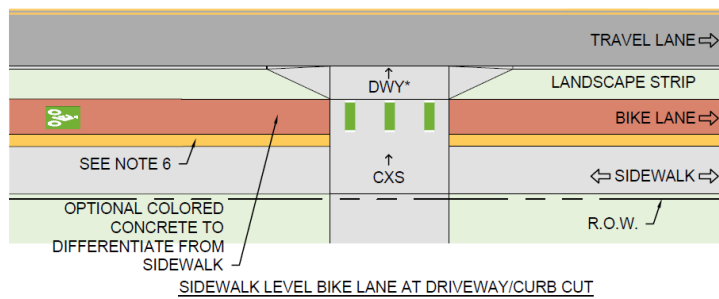 TRAVEL LANE
DWY*
LANDSCAPE STRIP
BIKE LANE
SEE NOTE 6
CXS
SIDEWALK
OPTIONAL COLORED
CONCRETE TO
DIFFERENTIATE FROM
SIDEWALK
R.O.W.
SIDEWALK LEVEL BIKE LANE AT DRIVEWAY/CURB CUT